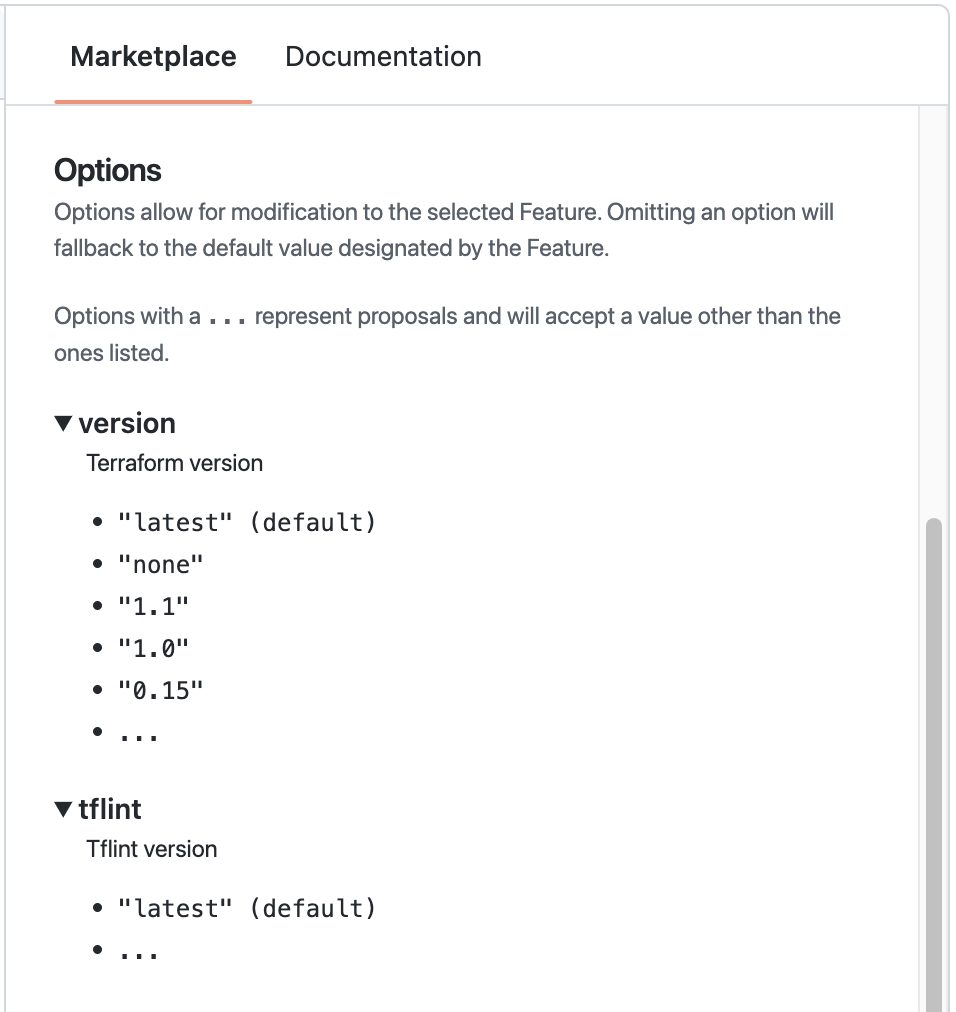 Marketplace Documentation
Options
Options allow for modification to the selected Feature. Omitting an option will
fallback to the default value designated by the Feature.
Options with a ... represent proposals and will accept a value other than the
ones listed.
▼ version
Terraform version
• "latest" (default)
• "none"
• "1.1"
• "1.0"
• "0.15"
• ...
▼ tflint
Tflint version
• "latest" (default)
• ...